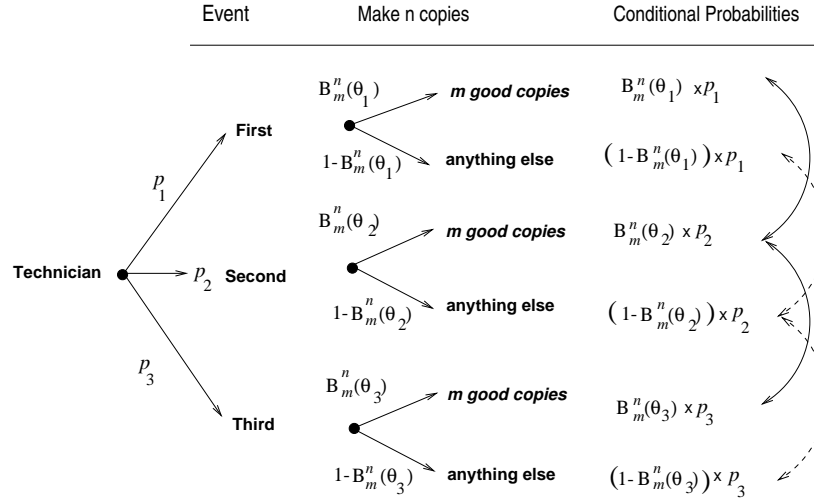 Event Make n copies Conditional Probabilities
B^n_m(θ_1) m good copies B^n_m(θ_1) × p_1
First
1- B^n_m(θ_1) anything else (1- B^n_m(θ_1)) × p_1
p_1
B^n_m(θ_2) m good copies B^n_m(θ_2) × p_2
Technician p_2 Second
1- B^n_m(θ_2) anything else (1- B^n_m(θ_2)) × p_2
p_3
B^n_m(θ_3) m good copies B^n_m(θ_3) × p_3
Third
1- B^n_m(θ_3) anything else (1- B^n_m(θ_3)) × p_3